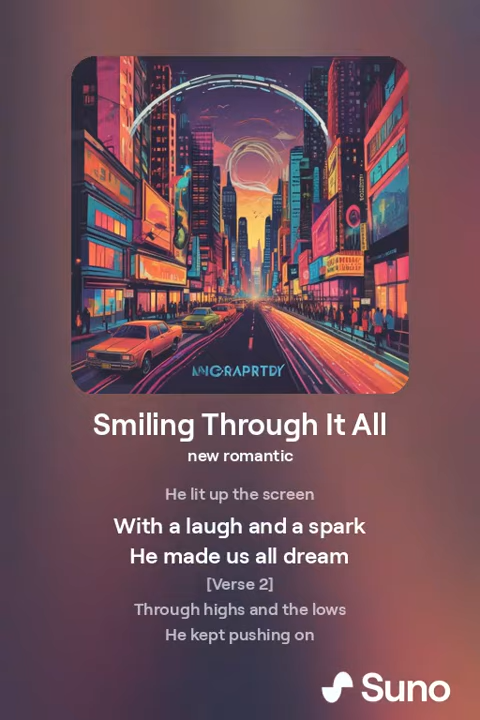 Smiling Through It All
new romantic
He lit up the screen
With a laugh and a spark
He made us all dream
[Verse 2]
Through highs and the lows
He kept pushing on
Suno